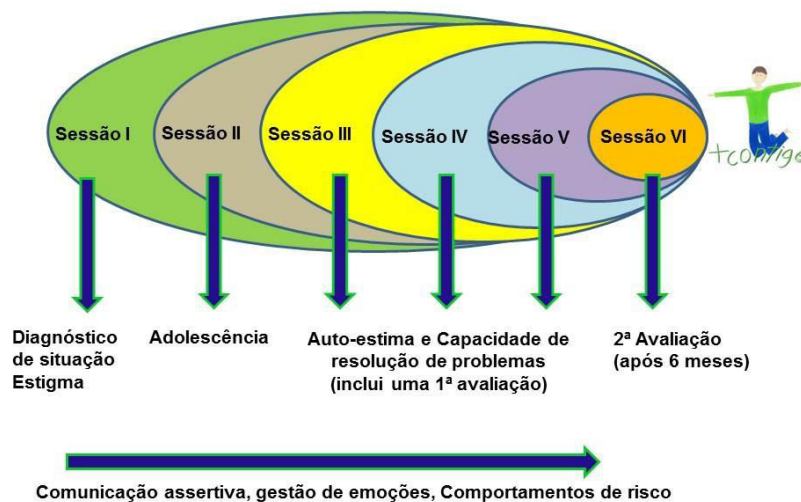 Sessão I
Sessão II
Sessão III
Sessão IV
Sessão V
Sessão VI
+contigo
Diagnóstico
de situação
Estigma
Adolescência
Auto-estima e Capacidade de
resolução de problemas
(inclui uma 1ª avaliação)
2ª Avaliação
(após 6 meses)
Comunicação assertiva, gestão de emoções, Comportamentos de risco